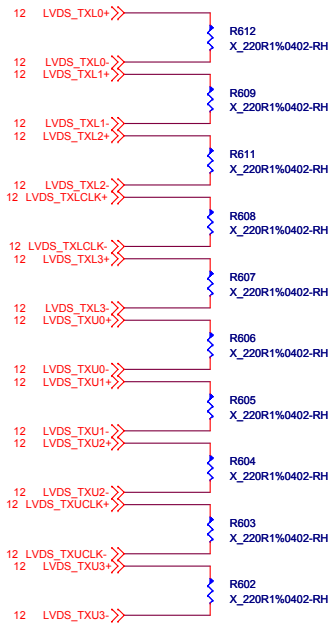 12 LVDS_TXL0+
R612
X_220R1%0402-RH
12 LVDS_TXL0-
12 LVDS_TXL1+
R609
X_220R1%0402-RH
12 LVDS_TXL1-
12 LVDS_TXL2+
R611
X_220R1%0402-RH
12 LVDS_TXL2-
12 LVDS_TXLCLK+
R608
X_220R1%0402-RH
12 LVDS_TXLCLK-
12 LVDS_TXL3+
R607
X_220R1%0402-RH
12 LVDS_TXL3-
12 LVDS_TXU0+
R606
X_220R1%0402-RH
12 LVDS_TXU0-
12 LVDS_TXU1+
R605
X_220R1%0402-RH
12 LVDS_TXU1-
12 LVDS_TXU2+
R604
X_220R1%0402-RH
12 LVDS_TXU2-
12 LVDS_TXUCLK+
R603
X_220R1%0402-RH
12 LVDS_TXUCLK-
12 LVDS_TXU3+
R602
X_220R1%0402-RH
12 LVDS_TXU3-